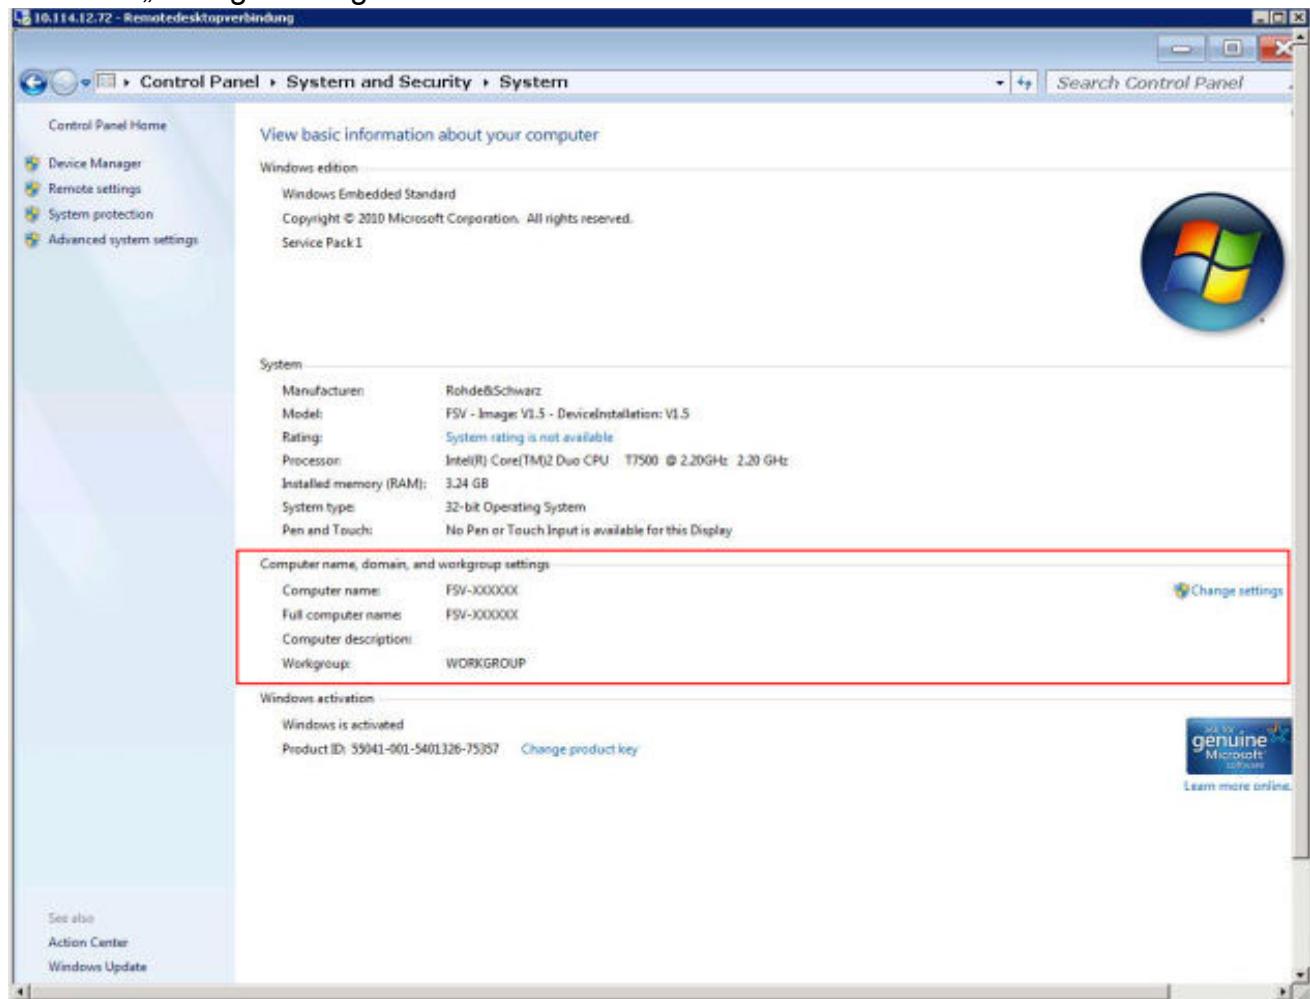 10.114.12.72 - Remotedesktopverbindung
Control Panel System and Security System
Search Control Panel
Control Panel Home
Device Manager
Remote settings
System protection
Advanced system settings
View basic information about your computer
Windows edition
Windows Embedded Standard
Copyright © 2010 Microsoft Corporation. All rights reserved.
Service Pack 1
System
Manufacturer: Rohde&Schwarz
Model: FSV - Image: V1.5 - DeviceInstallation: V1.5
Rating: System rating is not available
Processor: Intel(R) Core(TM)2 Duo CPU T7500 @ 2.20GHz 2.20 GHz
Installed memory (RAM): 3.24 GB
System type: 32-bit Operating System
Pen and Touch: No Pen or Touch Input is available for this Display
Computer name, domain, and workgroup settings
Computer name: FSV-XXXXXX
Change settings
Full computer name: FSV-XXXXXX
Computer description:
Workgroup: WORKGROUP
Windows activation
Windows is activated
Product ID: 55041-001-5401326-75357 Change product key
ask for
genuine
Microsoft
software
Learn more online.
See also
Action Center
Windows Update